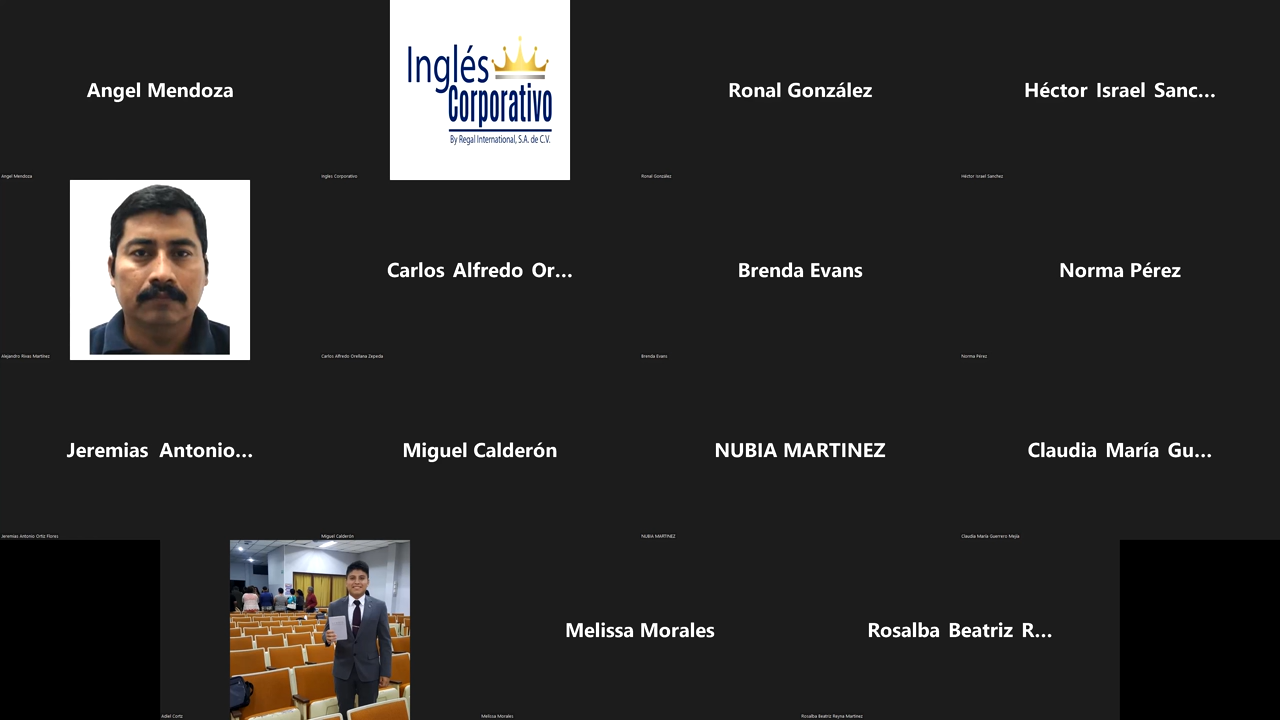 Angel Mendoza
Inglés
Corporativo
By Regal International, S.A. de C.V.
Ronal González
Héctor Israel Sanc...
Angel Mendoza
Inglés Corporativo
Ronal González
Héctor Israel Sanchez
Carlos Alfredo Or...
Brenda Evans
Norma Pérez
Alejandro Rivas Martínez
Carlos Alfredo Orellana Zepeda
Brenda Evans
Norma Pérez
Jeremias Antonio...
Miguel Calderón
NUBIA MARTINEZ
Claudia María Gu...
Jeremias Antonio Ortiz Flores
Miguel Calderón
NUBIA MARTINEZ
Claudia María Guerrero Mejía
Melissa Morales
Rosalba Beatriz R...
Adiel Cortiz
Melissa Morales
Rosalba Beatriz Reyna Martinez